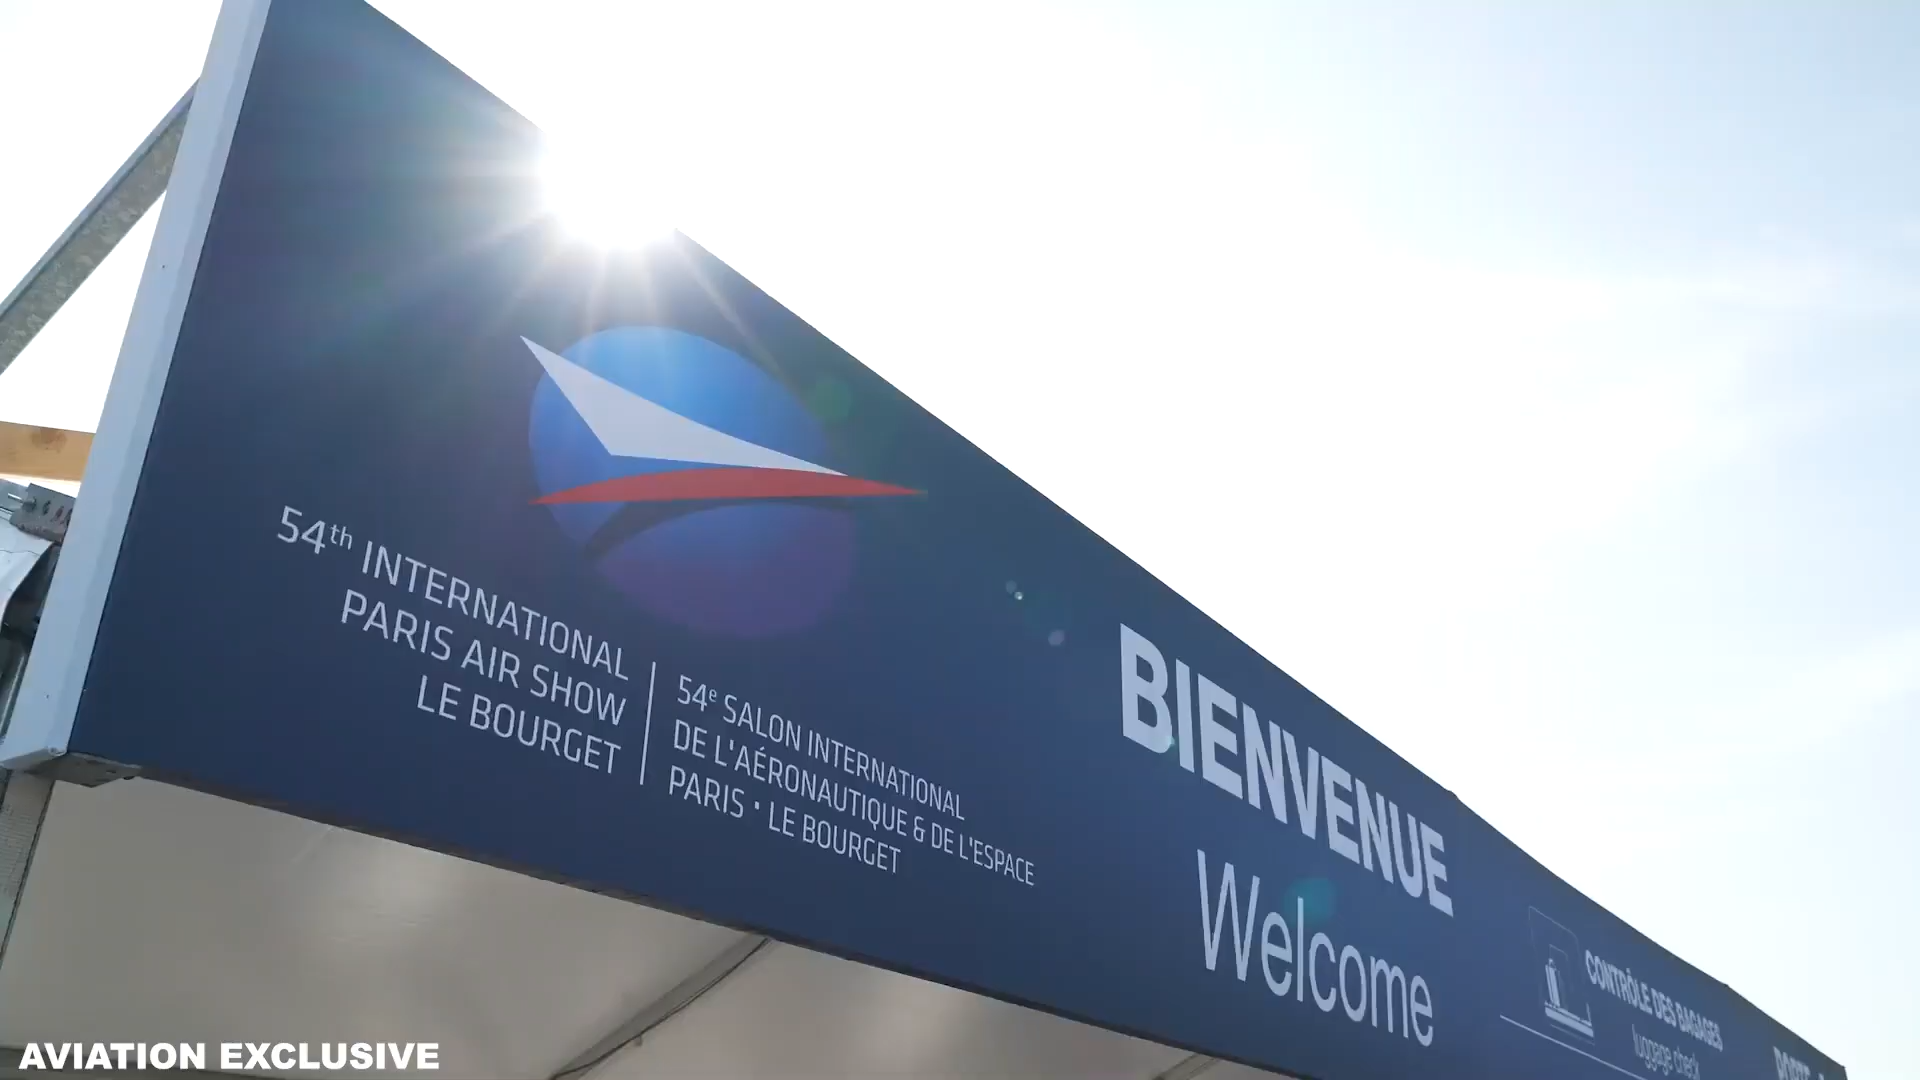 54th INTERNATIONAL
PARIS AIR SHOW
LE BOURGET
54e SALON INTERNATIONAL
DE L'AÉRONAUTIQUE & DE L'ESPACE
PARIS • LE BOURGET
BIENVENUE
Welcome
CONTRÔLE DES BAGAGES
luggage check
AVIATION EXCLUSIVE